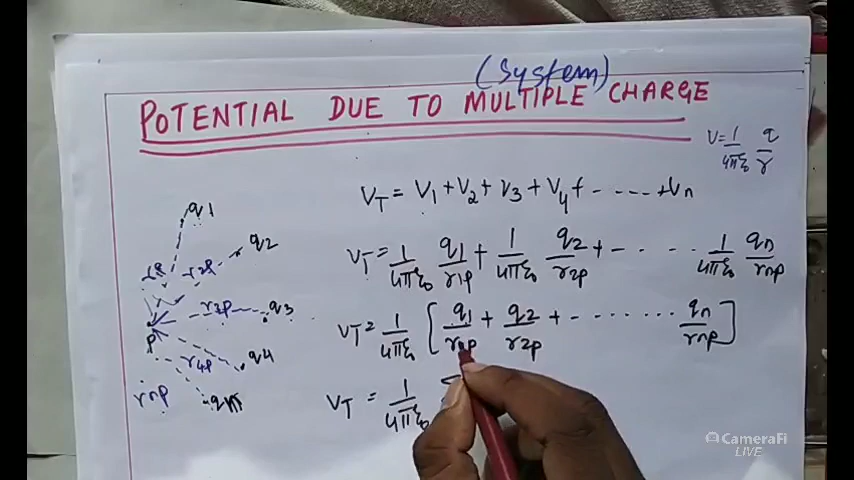 (System)
POTENTIAL DUE TO MULTIPLE CHARGE
V=1/4πε₀ q/r
V_T = V₁+V₂+V₃+V₄+-----+Vₙ
V_T = 1/4πε₀ q₁/r₁p + 1/4πε₀ q₂/r₂p +-- - - - 1/4πε₀ qₙ/rₙp
V_T = 1/4πε₀ [q₁/r₁p + q₂/r₂p + - - - - - - - qₙ/rₙp]
V_T = 1/4πε₀
q1
q2
r2p
r3p
q3
p
r4p
q4
rnp
CameraFi
LIVE